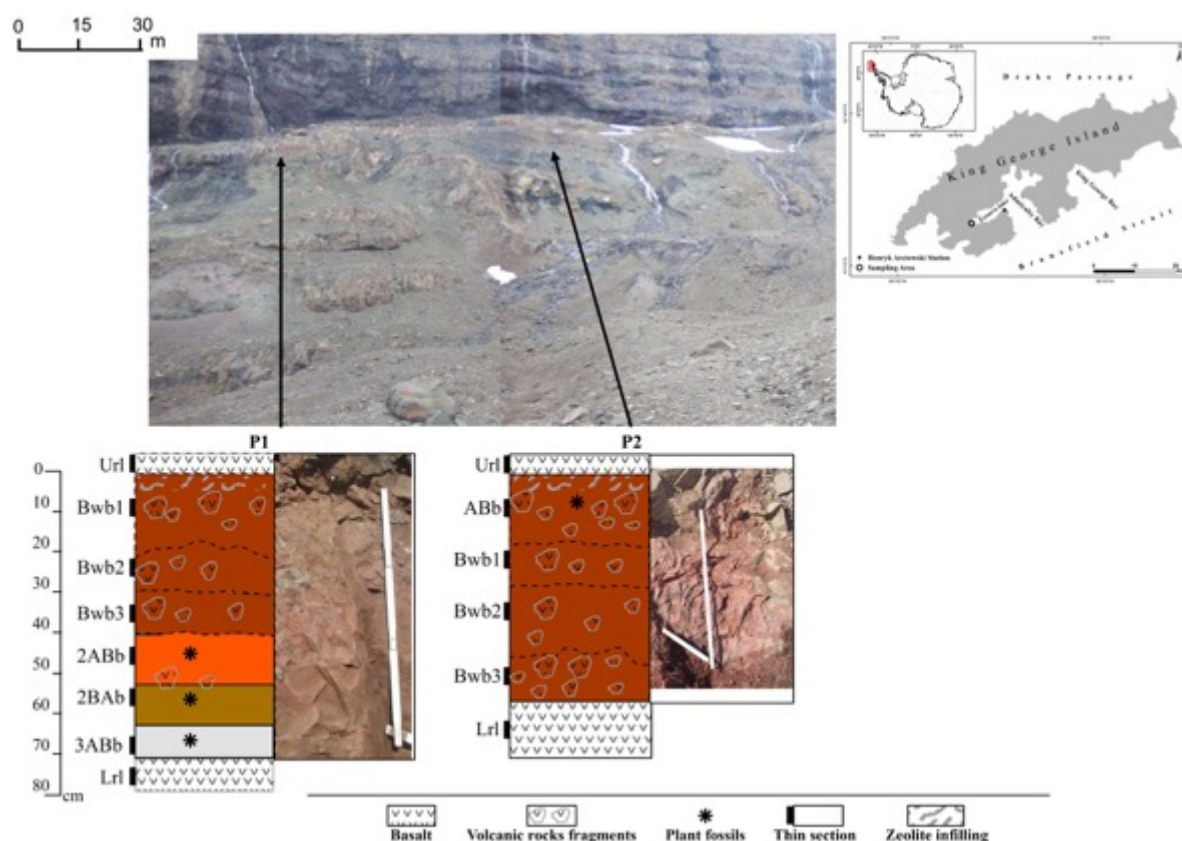 0 15 30
m
Drake Passage
King George Island
King George Bay
Admiralty Bay
Bransfield Strait
Henryk Arctowski Station
Sampling Area
P1
P2
0
10
20
30
40
50
60
70
80
cm
Url
Bwb1
Bwb2
Bwb3
2ABb
2BAb
3ABb
Lrl
Url
ABb
Bwb1
Bwb2
Bwb3
Lrl
Basalt
Volcanic rocks fragments
Plant fossils
Thin section
Zeolite infilling